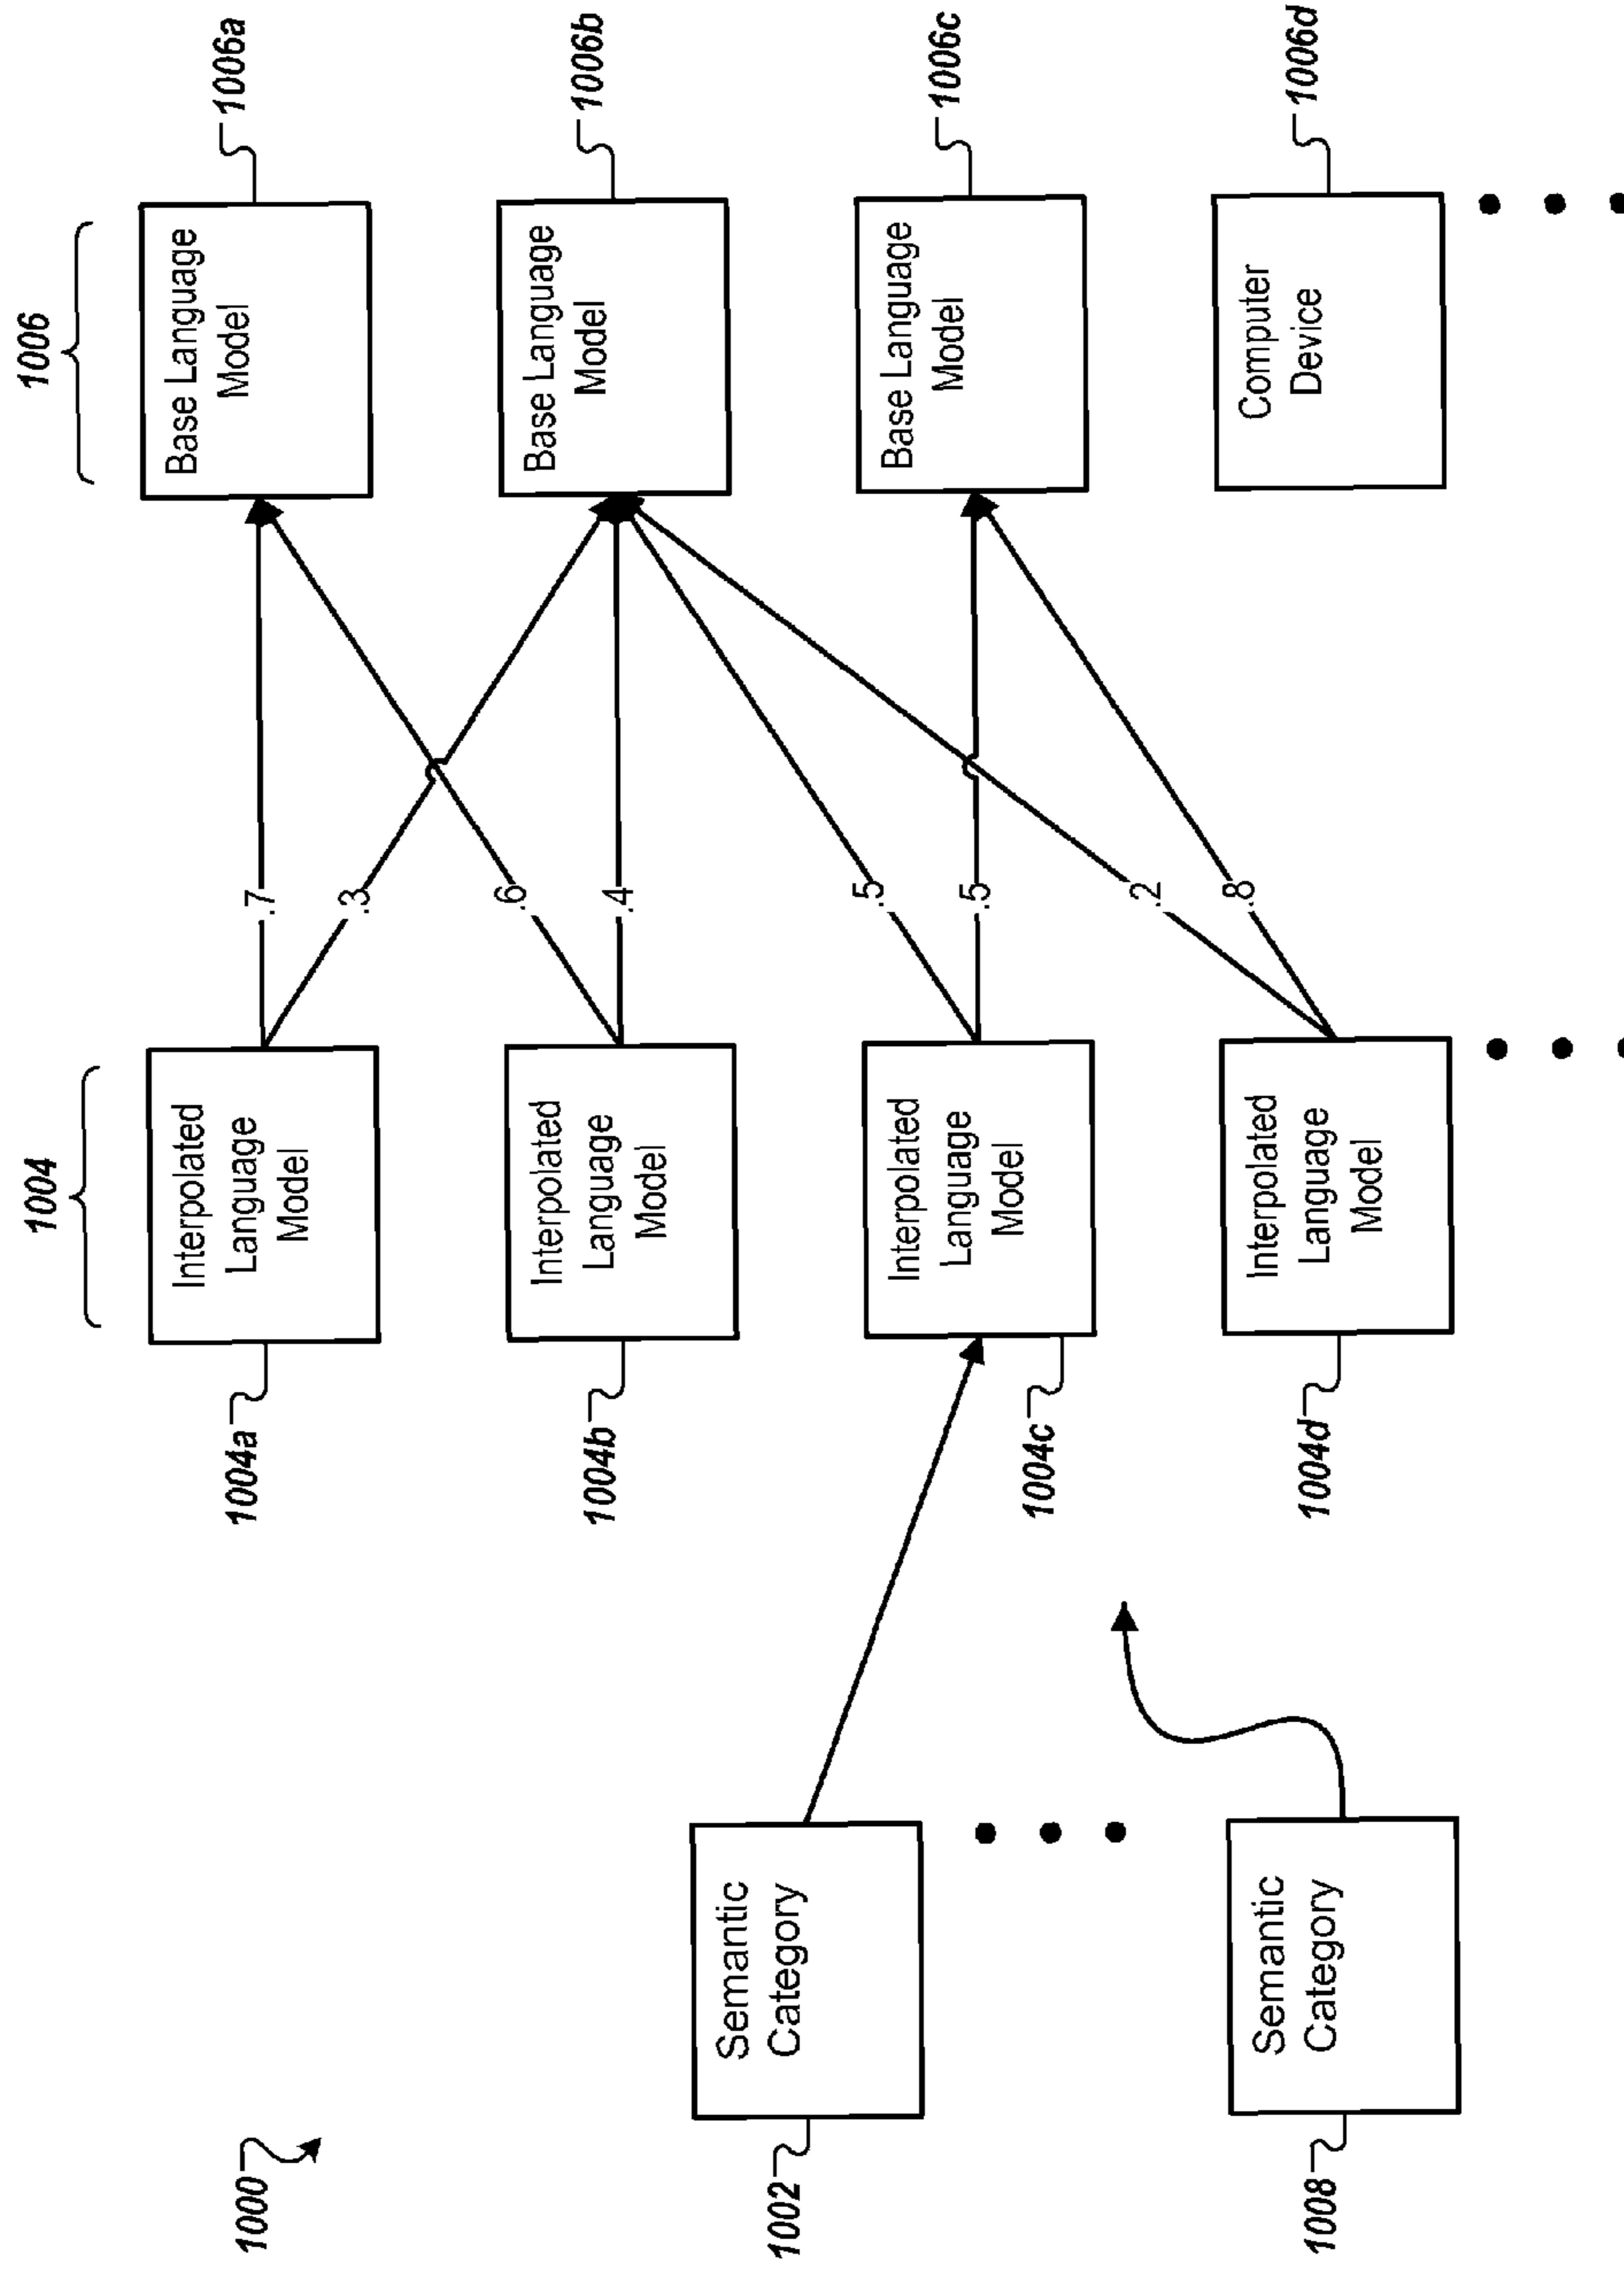 1000
1004
1006
1004a
Interpolated
Language
Model
.7
.3
Base Language
Model
1006a
1004b
Interpolated
Language
Model
.6
.4
Base Language
Model
1006b
1002
Semantic
Category
1004c
Interpolated
Language
Model
.5
.5
Base Language
Model
1006c
1008
Semantic
Category
1004d
Interpolated
Language
Model
.2
.8
Computer
Device
1006d